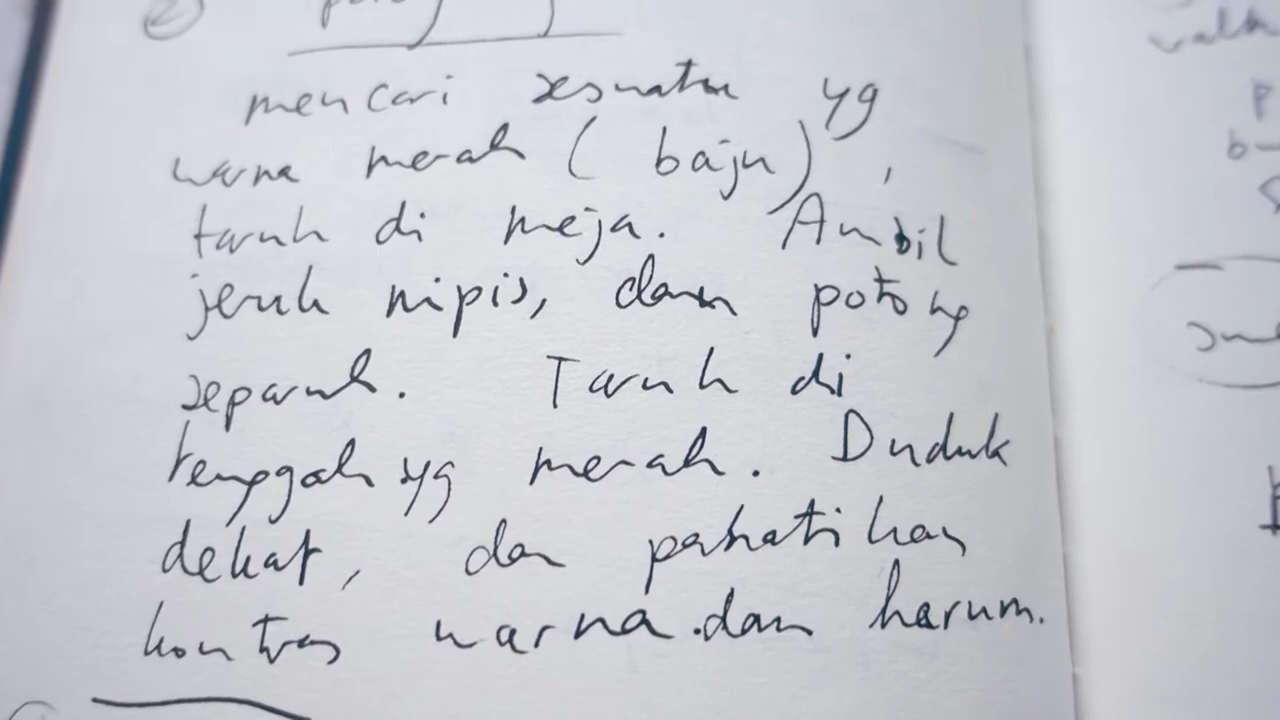 mencari sesuatu yg
warna merah (baju),
taruh di meja. Ambil
jeruk nipis, dan potong
separuh. Taruh di
tenggah yg merah. Duduk
dekat, dan perhatikan
kontras warna. dan harum.